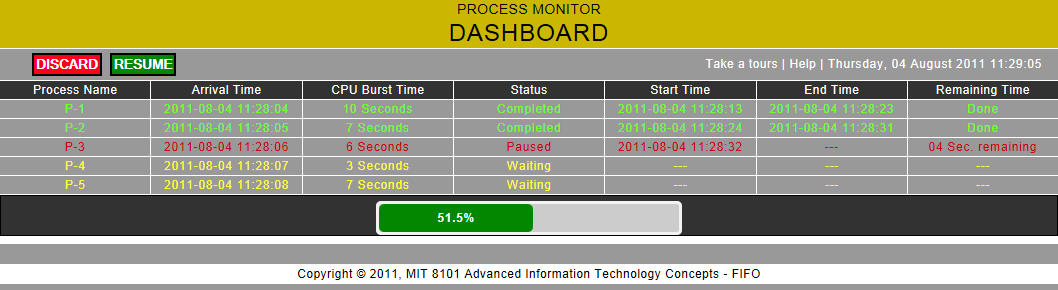 PROCESS MONITOR
DASHBOARD
DISCARD RESUME Take a tours | Help | Thursday, 04 August 2011 11:29:05
Process Name Arrival Time CPU Burst Time Status Start Time End Time Remaining Time
P-1 2011-08-04 11:28:04 10 Seconds Completed 2011-08-04 11:28:13 2011-08-04 11:28:23 Done
P-2 2011-08-04 11:28:05 7 Seconds Completed 2011-08-04 11:28:24 2011-08-04 11:28:31 Done
P-3 2011-08-04 11:28:06 6 Seconds Paused 2011-08-04 11:28:32 --- 04 Sec. remaining
P-4 2011-08-04 11:28:07 3 Seconds Waiting --- --- ---
P-5 2011-08-04 11:28:08 7 Seconds Waiting --- --- ---
51.5%
Copyright © 2011, MIT 8101 Advanced Information Technology Concepts - FIFO